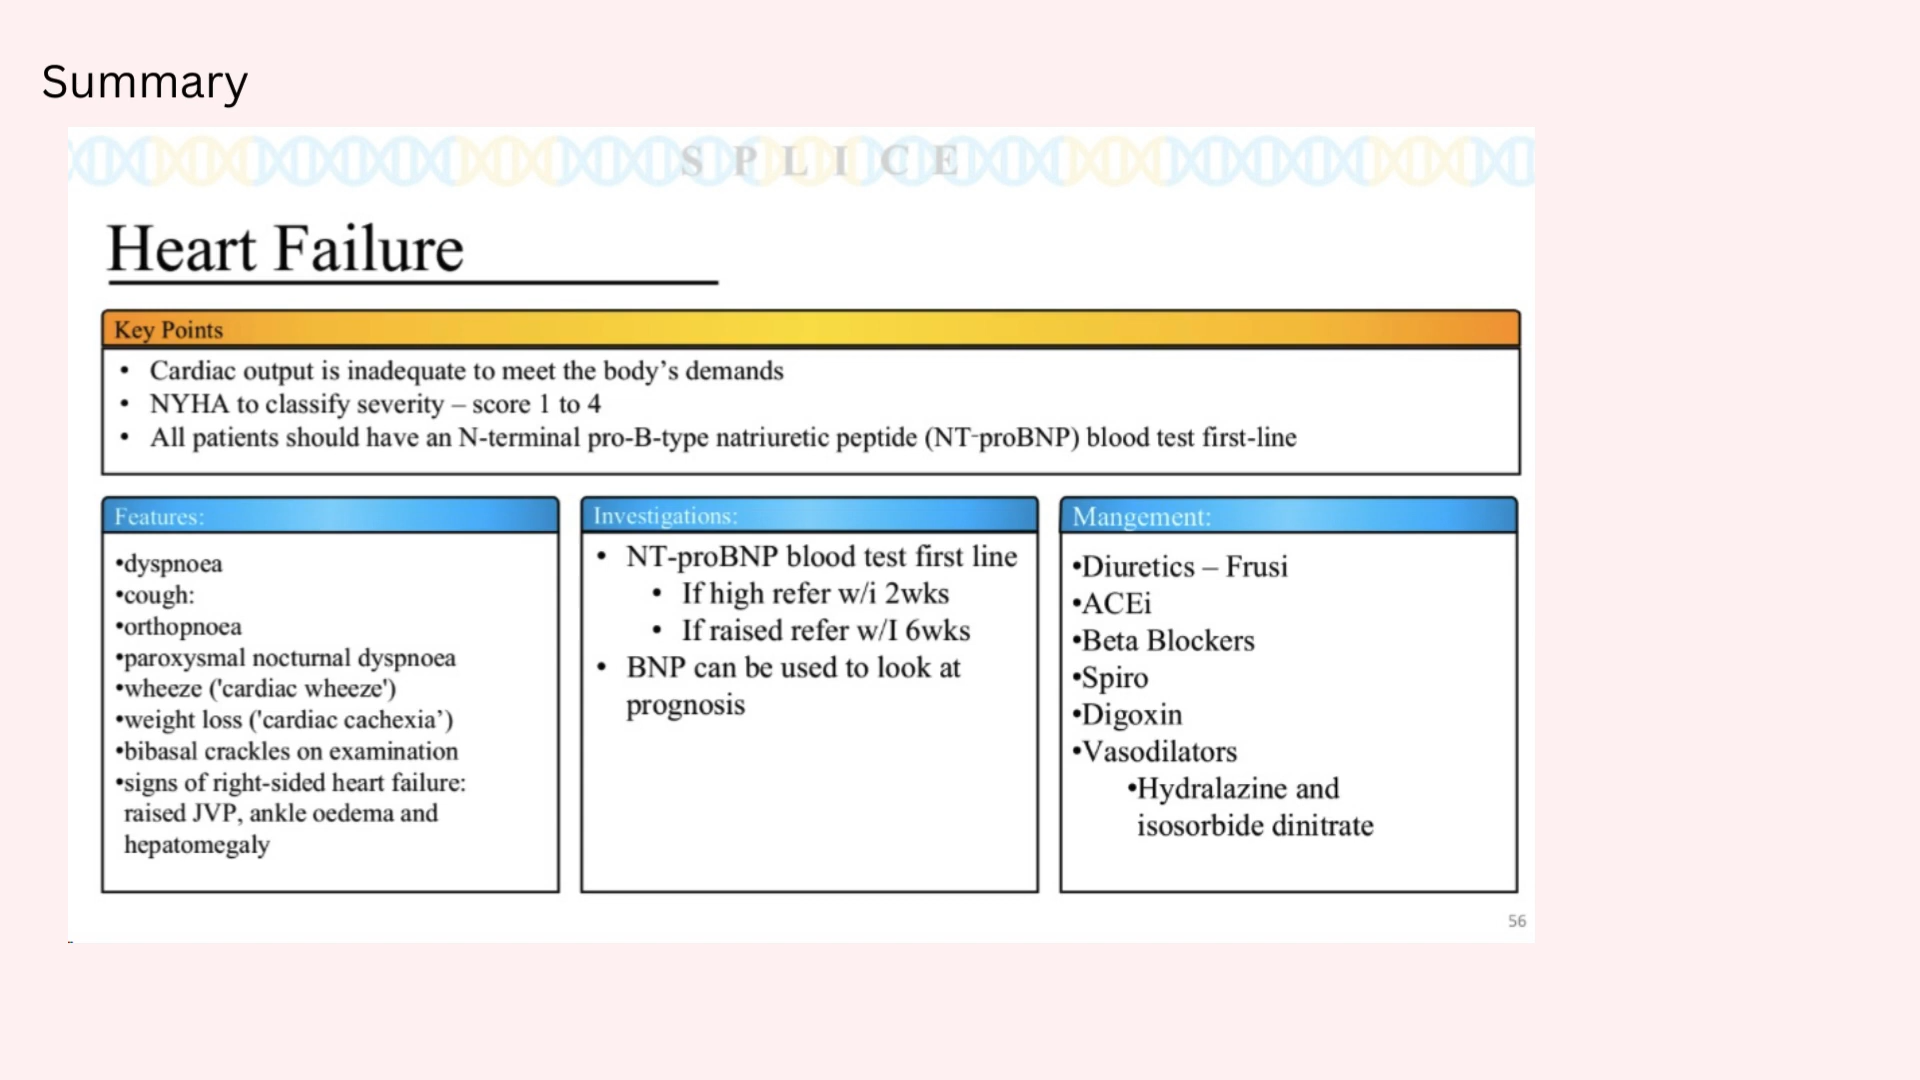 Summary
S P L I C E
Heart Failure
Key Points
• Cardiac output is inadequate to meet the body's demands
• NYHA to classify severity – score 1 to 4
• All patients should have an N-terminal pro-B-type natriuretic peptide (NT-proBNP) blood test first-line
Features:
•dyspnoea
•cough:
•orthopnoea
•paroxysmal nocturnal dyspnoea
•wheeze ('cardiac wheeze')
•weight loss ('cardiac cachexia’)
•bibasal crackles on examination
•signs of right-sided heart failure:
raised JVP, ankle oedema and
hepatomegaly
Investigations:
• NT-proBNP blood test first line
• If high refer w/i 2wks
• If raised refer w/I 6wks
• BNP can be used to look at
prognosis
Mangement:
•Diuretics – Frusi
•ACEi
•Beta Blockers
•Spiro
•Digoxin
•Vasodilators
•Hydralazine and
isosorbide dinitrate
56